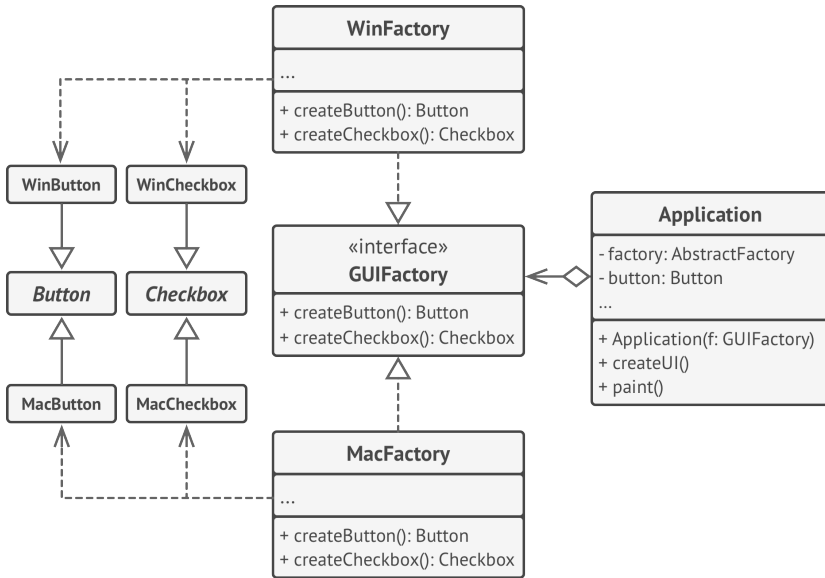 WinFactory
...
+ createButton(): Button
+ createCheckbox(): Checkbox
WinButton
WinCheckbox
Button
Checkbox
MacButton
MacCheckbox
«interface»
GUIFactory
+ createButton(): Button
+ createCheckbox(): Checkbox
Application
- factory: AbstractFactory
- button: Button
...
+ Application(f: GUIFactory)
+ createUI()
+ paint()
MacFactory
...
+ createButton(): Button
+ createCheckbox(): Checkbox